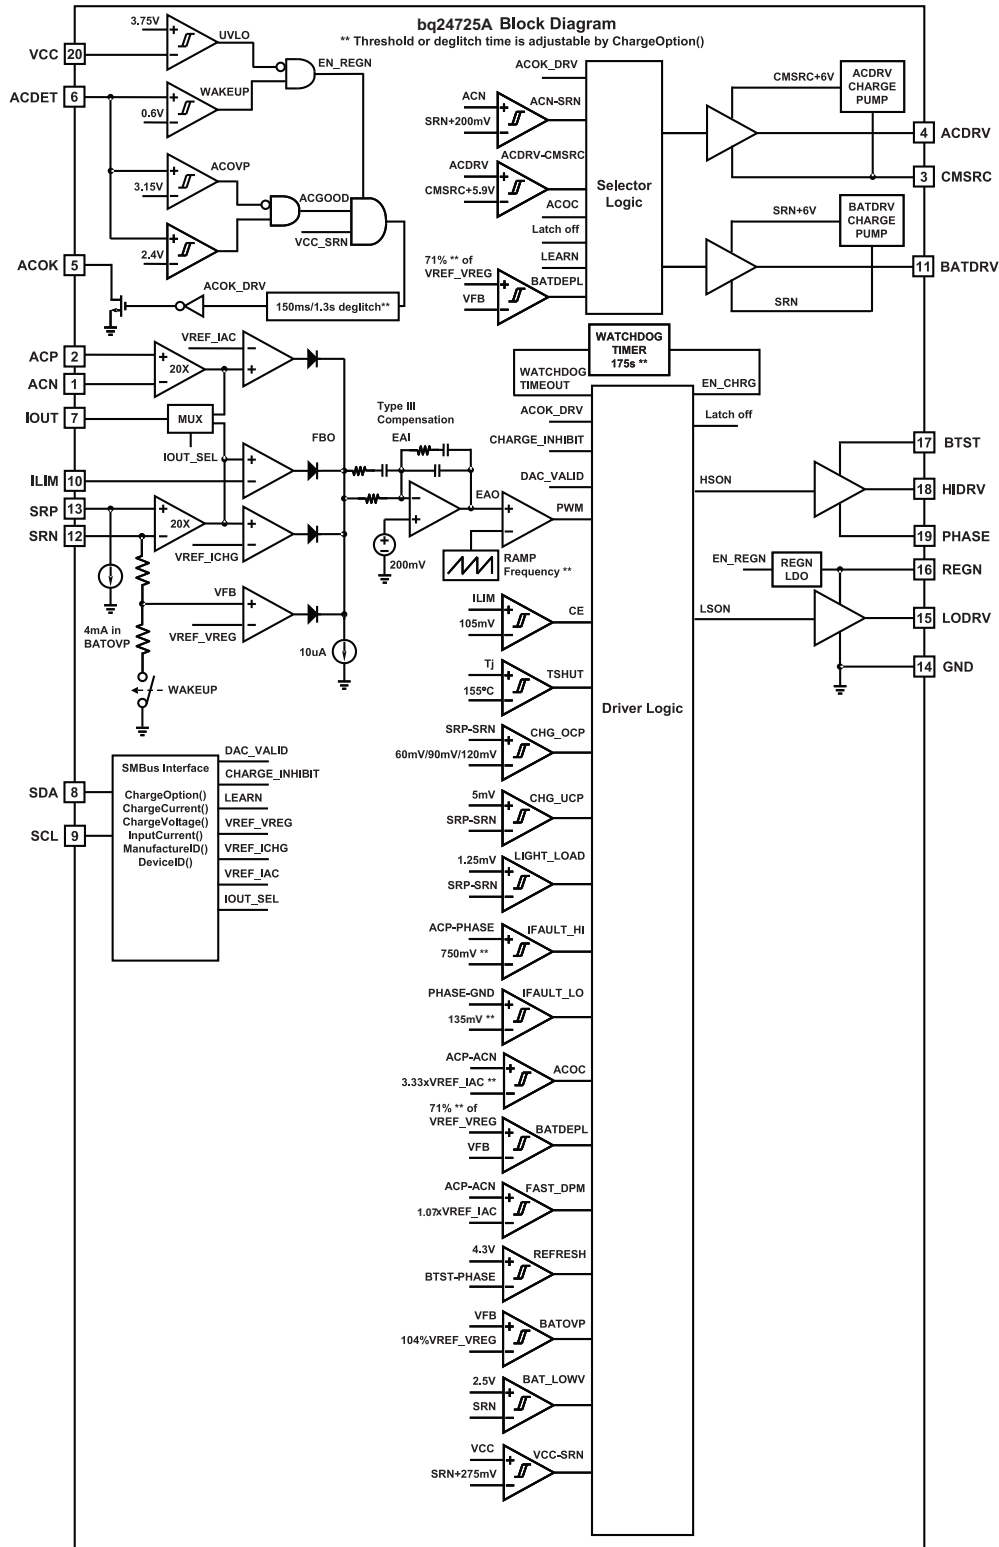 bq24725A Block Diagram
** Threshold or deglitch time is adjustable by ChargeOption()
3.75V
UVLO
VCC 20
EN_REGN
ACDET 6
WAKEUP
0.6V
ACOVP
3.15V
ACGOOD
VCC_SRN
2.4V
ACOK 5
ACOK_DRV
150ms/1.3s deglitch**
ACOK_DRV
ACN
ACN-SRN
SRN+200mV
ACDRV
ACDRV-CMSRC
CMSRC+5.9V
ACOC
Latch off
LEARN
71% ** of
VREF_VREG
BATDEPL
VFB
Selector
Logic
CMSRC+6V
ACDRV
CHARGE
PUMP
4 ACDRV
3 CMSRC
SRN+6V
BATDRV
CHARGE
PUMP
11 BATDRV
SRN
WATCHDOG
TIMER
175s **
WATCHDOG
TIMEOUT
EN_CHRG
ACOK_DRV
Latch off
CHARGE_INHIBIT
DAC_VALID
ACP 2
ACN 1
IOUT 7
ILIM 10
SRP 13
SRN 12
VREF_IAC
20X
MUX
IOUT_SEL
FBO
Type III
Compensation
EAI
EAO
PWM
20X
VREF_ICHG
200mV
RAMP
Frequency **
VFB
4mA in
BATOVP
VREF_VREG
10uA
WAKEUP
HSON
17 BTST
18 HIDRV
19 PHASE
EN_REGN
REGN
LDO
16 REGN
LSON
15 LODRV
14 GND
Driver Logic
ILIM
CE
105mV
Tj
TSHUT
155ºC
SRP-SRN
CHG_OCP
60mV/90mV/120mV
5mV
CHG_UCP
SRP-SRN
1.25mV
LIGHT_LOAD
SRP-SRN
ACP-PHASE
IFAULT_HI
750mV **
PHASE-GND
IFAULT_LO
135mV **
ACP-ACN
ACOC
3.33xVREF_IAC **
71% ** of
VREF_VREG
BATDEPL
VFB
ACP-ACN
FAST_DPM
1.07xVREF_IAC
4.3V
REFRESH
BTST-PHASE
VFB
BATOVP
104%VREF_VREG
2.5V
BAT_LOWV
SRN
VCC
VCC-SRN
SRN+275mV
SDA 8
SCL 9
SMBus Interface
ChargeOption()
ChargeCurrent()
ChargeVoltage()
InputCurrent()
ManufactureID()
DeviceID()
DAC_VALID
CHARGE_INHIBIT
LEARN
VREF_VREG
VREF_ICHG
VREF_IAC
IOUT_SEL